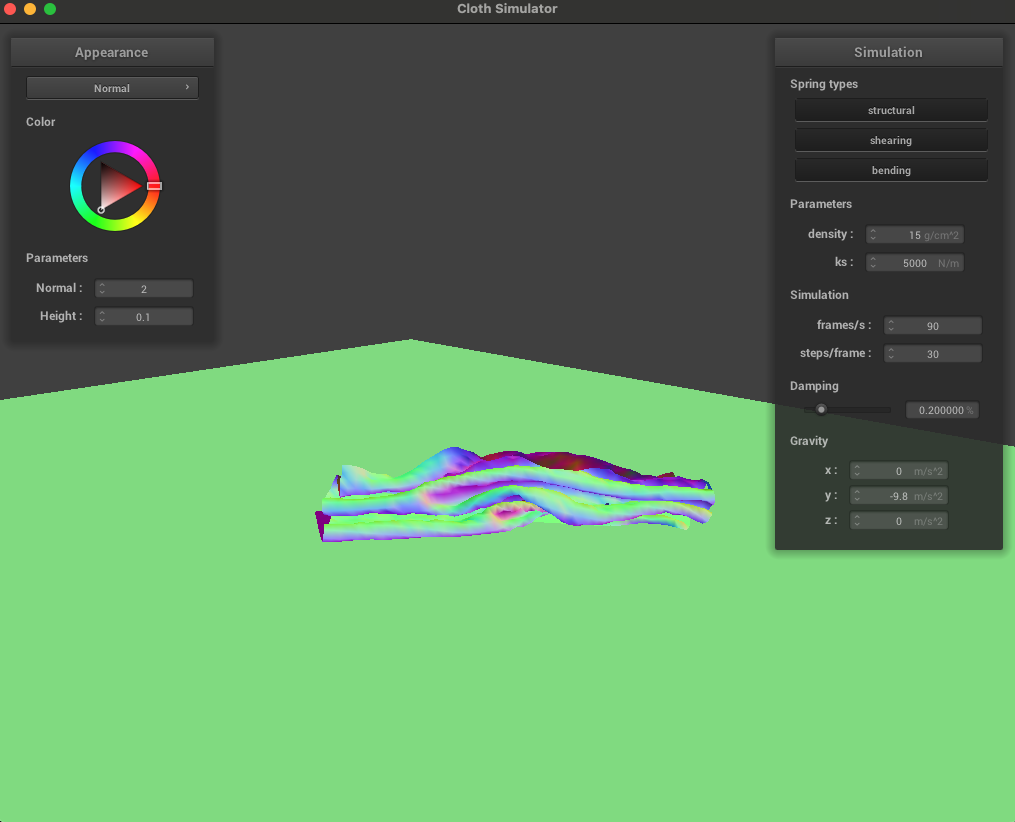 Cloth Simulator
Appearance
Normal
Color
Parameters
Normal : 2
Height : 0.1
Simulation
Spring types
structural
shearing
bending
Parameters
density : 15 g/cm^2
ks : 5000 N/m
Simulation
frames/s : 90
steps/frame : 30
Damping
0.200000 %
Gravity
x : 0 m/s^2
y : -9.8 m/s^2
z : 0 m/s^2